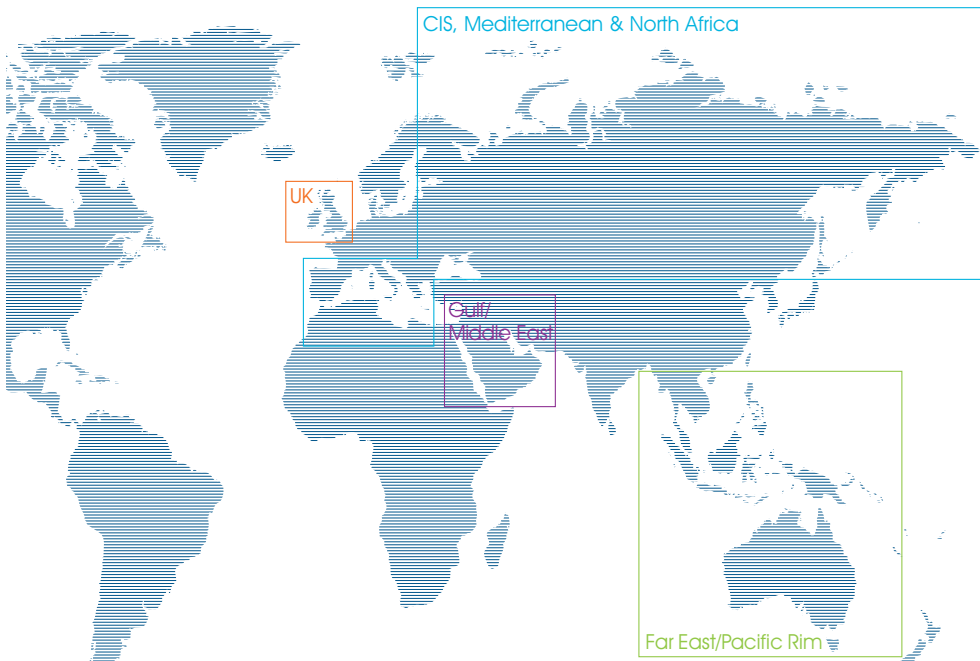 CIS, Mediterranean & North Africa
UK
Gulf/
Middle East
Far East/Pacific Rim